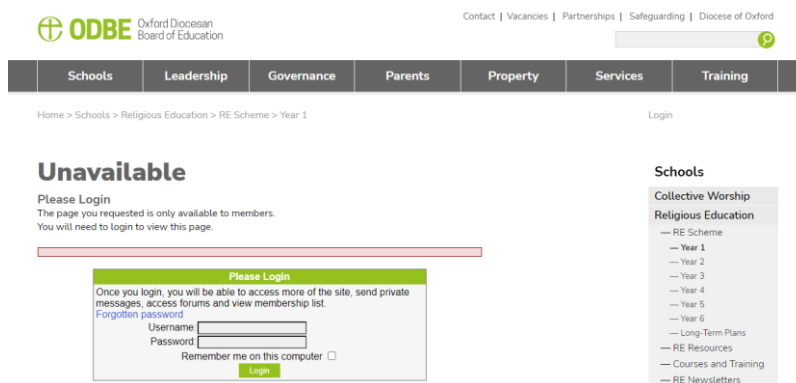 Contact | Vacancies | Partnerships | Safeguarding | Diocese of Oxford
ODBE Oxford Diocesan
Board of Education
Schools Leadership Governance Parents Property Services Training
Home > Schools > Religious Education > RE Scheme > Year 1
Login
Unavailable
Please Login
The page you requested is only available to members.
You will need to login to view this page.
Please Login
Once you login, you will be able to access more of the site, send private
messages, access forums and view membership list.
Forgotten password
Username:
Password:
Remember me on this computer
Login
Schools
Collective Worship
Religious Education
— RE Scheme
— Year 1
— Year 2
— Year 3
— Year 4
— Year 5
— Year 6
— Long-Term Plans
— RE Resources
— Courses and Training
— RE Newsletters